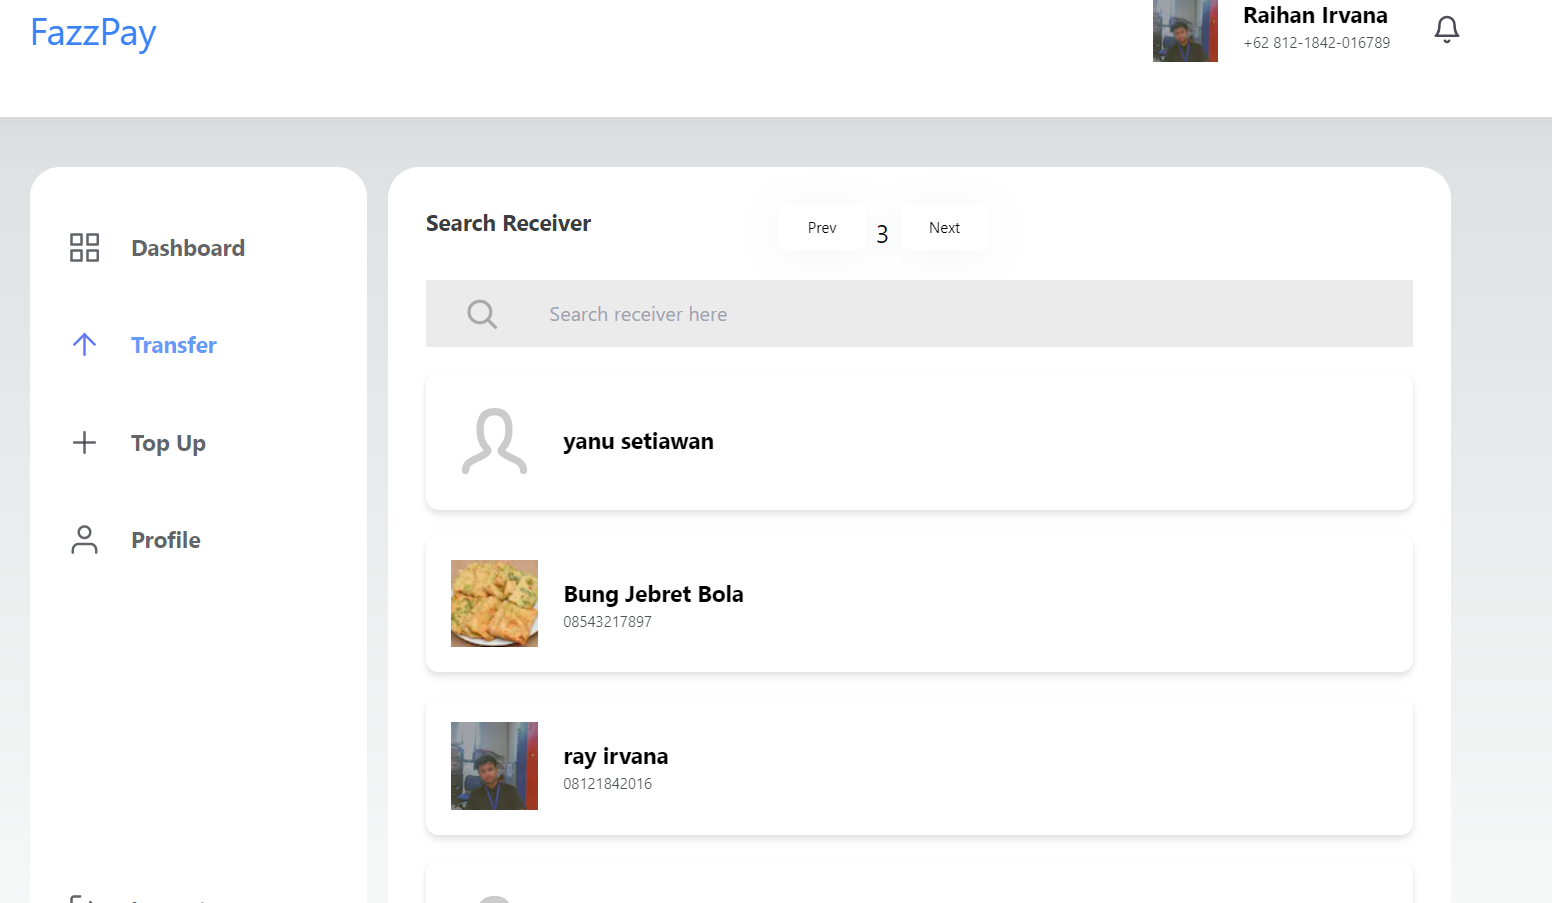 FazzPay
Raihan Irvana
+62 812-1842-016789
Dashboard
Transfer
Top Up
Profile
Search Receiver
Prev
3
Next
Search receiver here
yanu setiawan
Bung Jebret Bola
08543217897
ray irvana
08121842016